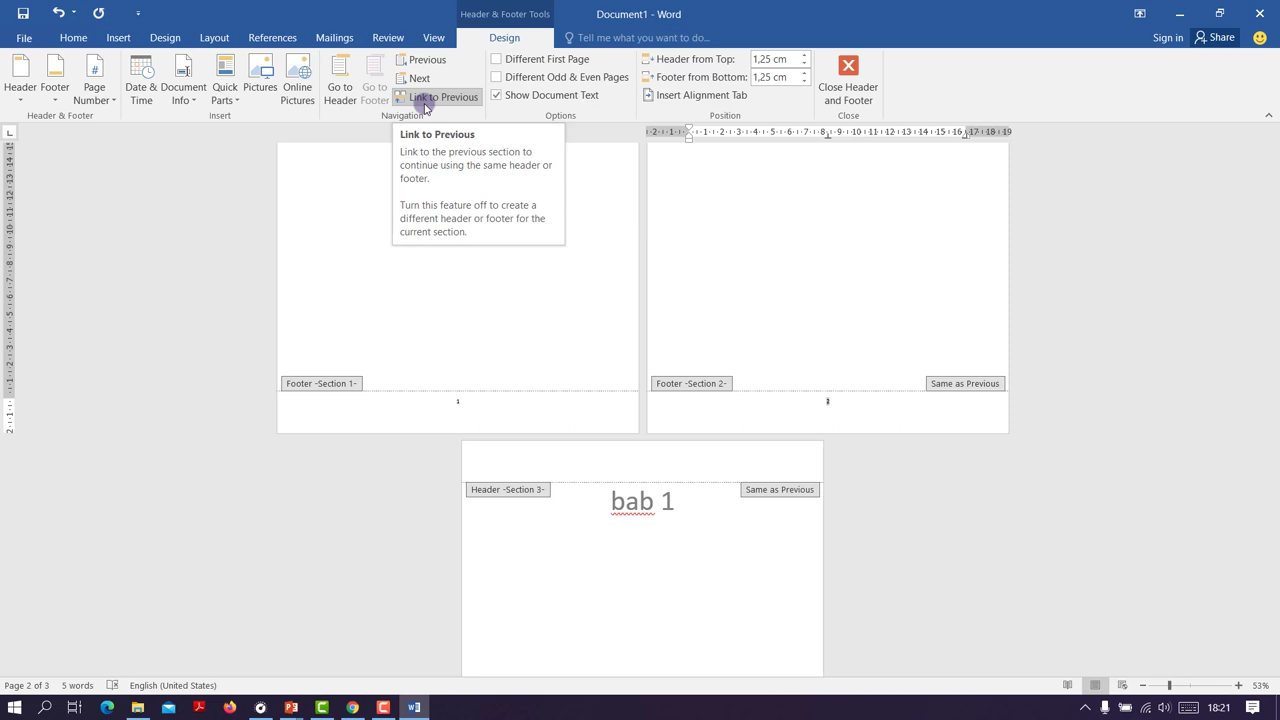 Header & Footer Tools
Document1 - Word
File
Home
Insert
Design
Layout
References
Mailings
Review
View
Design
Tell me what you want to do...
Sign in
Share
Header
Footer
Page Number
Header & Footer
Date & Time
Document Info
Quick Parts
Pictures
Online Pictures
Insert
Go to Header
Go to Footer
Previous
Next
Link to Previous
Navigation
Different First Page
Different Odd & Even Pages
Show Document Text
Options
Header from Top: 1,25 cm
Footer from Bottom: 1,25 cm
Insert Alignment Tab
Position
Close Header and Footer
Close
Link to Previous
Link to the previous section to
continue using the same header or
footer.
Turn this feature off to create a
different header or footer for the
current section.
Footer -Section 1-
1
Footer -Section 2-
Same as Previous
2
Header -Section 3-
Same as Previous
bab 1
Page 2 of 3
5 words
English (United States)
53%
18:21